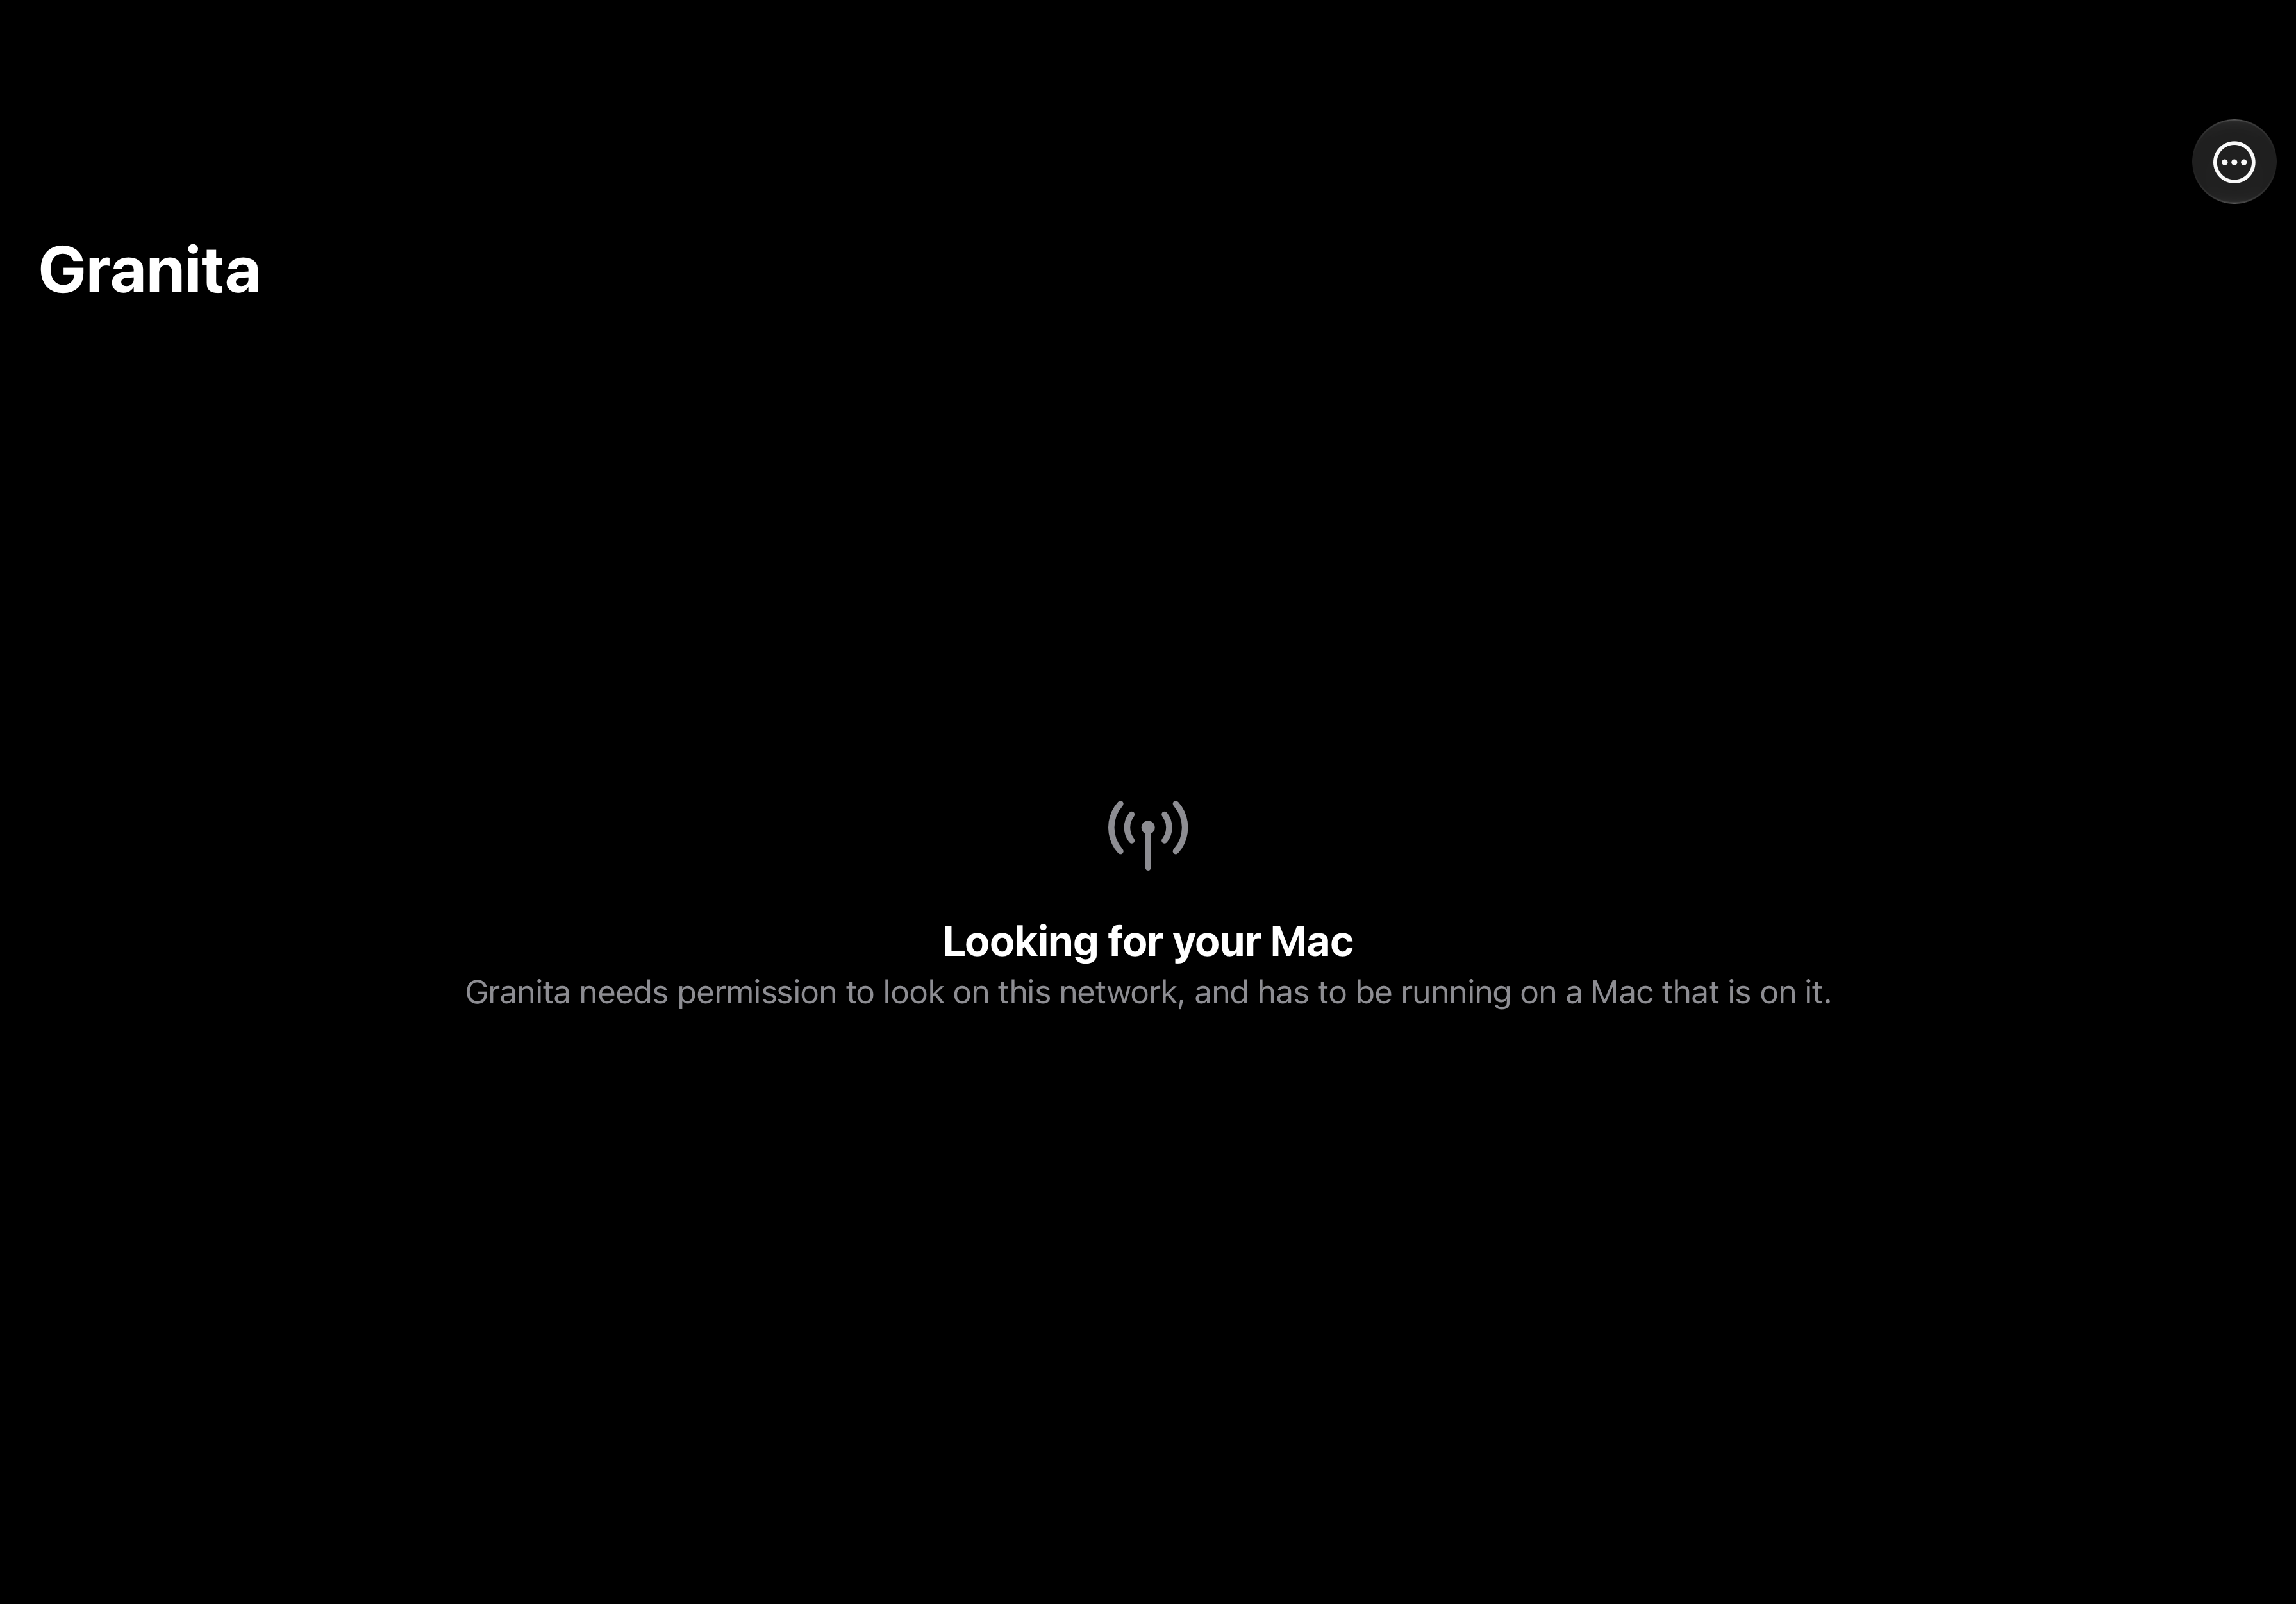 Granita
Looking for your Mac
Granita needs permission to look on this network, and has to be running on a Mac that is on it.